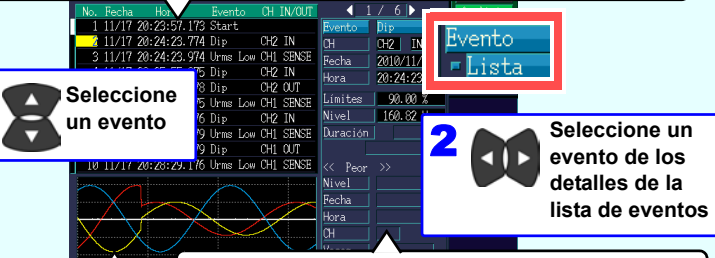 No. Fecha Hor Evento CH IN/OUT
1 11/17 20:23:57.173 Start
2 11/17 20:24:23.774 Dip CH2 IN
3 11/17 20:24:23.974 Urms Low CH1 SENSE
Dip CH2 IN
Dip CH2 OUT
Urms Low CH1 SENSE
Dip CH2 IN
Urms Low CH1 SENSE
Dip CH1 OUT
10 11/17 20:28:29.176 Urms Low CH1 SENSE
1 / 6
Evento Dip
CH CH2 IN
Fecha 2010/11/
Hora 20:24:23
Límites 90.00 %
Nivel 160.82
Duración
<< Peor >>
Nivel
Fecha
Hora
CH
Evento
Lista
Seleccione
un evento
2
Seleccione un
evento de los
detalles de la
lista de eventos